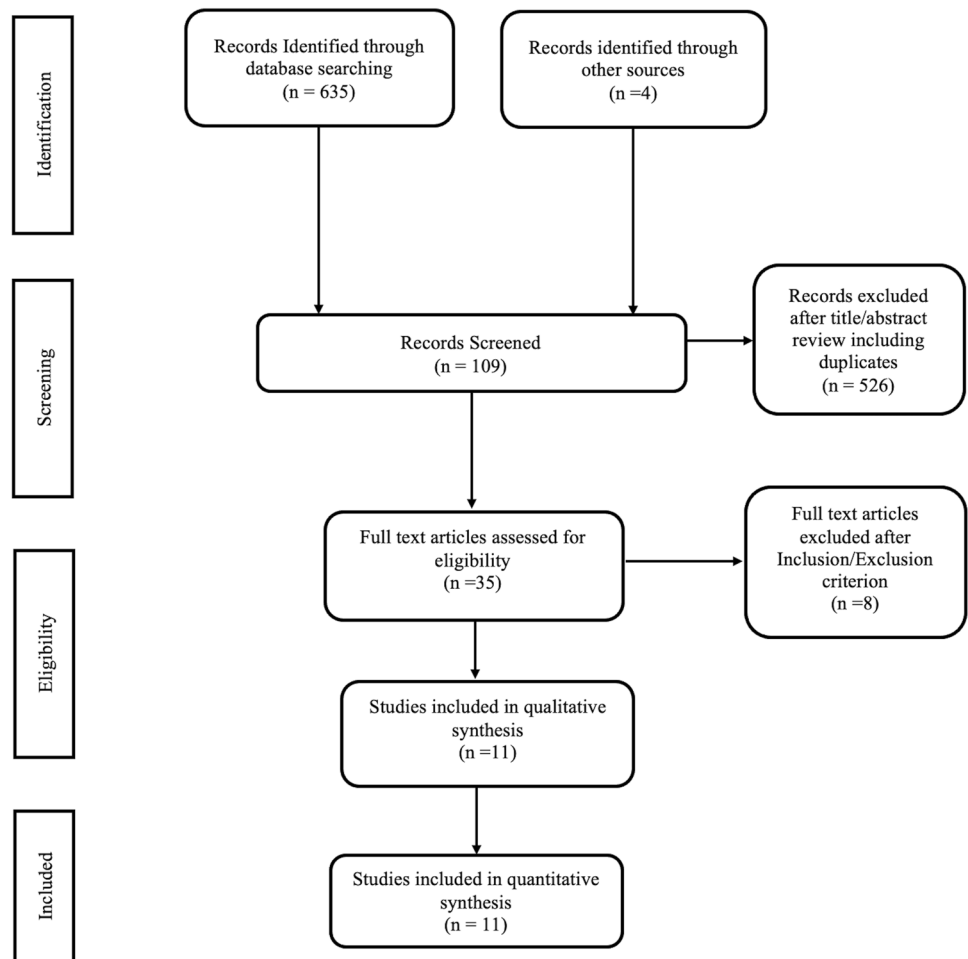 Identification
Records Identified through
database searching
(n = 635)
Records identified through
other sources
(n =4)
Screening
Records Screened
(n = 109)
Records excluded
after title/abstract
review including
duplicates
(n = 526)
Eligibility
Full text articles assessed for
eligibility
(n =35)
Full text articles
excluded after
Inclusion/Exclusion
criterion
(n =8)
Studies included in qualitative
synthesis
(n =11)
Included
Studies included in quantitative
synthesis
(n = 11)